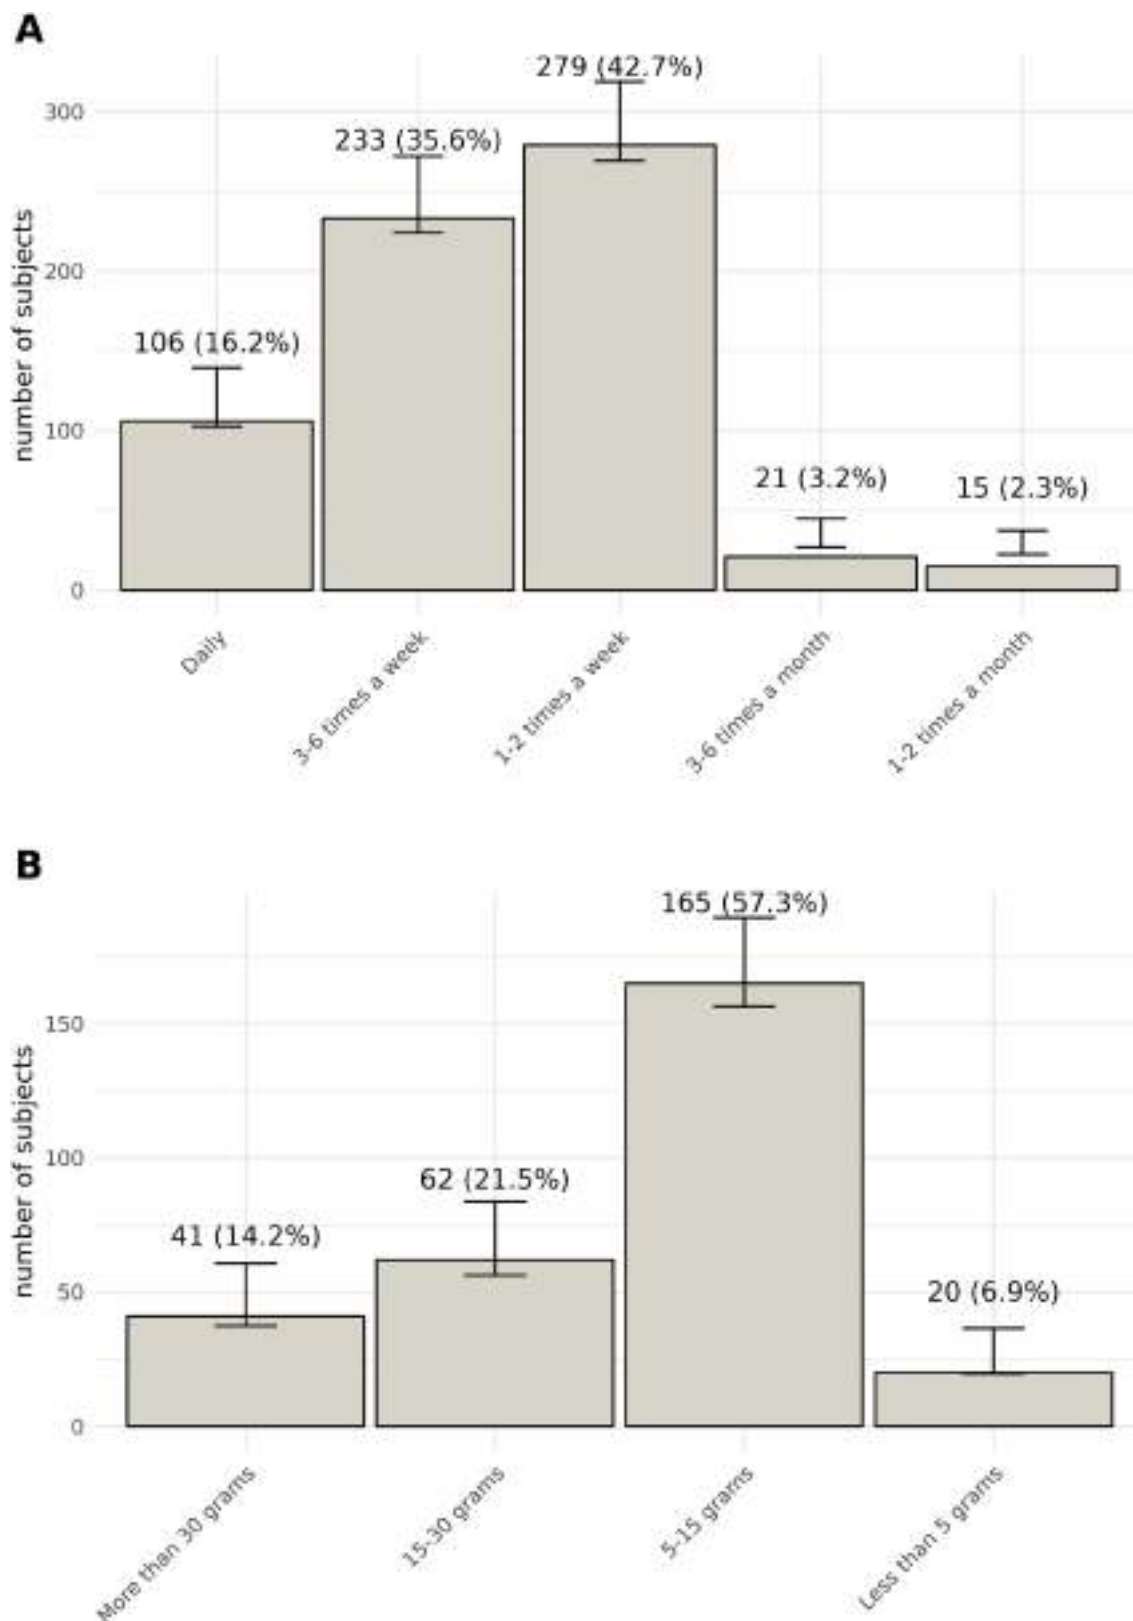 A
279 (42.7%)
300
233 (35.6%)
number of subjects
200
106 (16.2%)
100
21 (3.2%)
15 (2.3%)
0
Daily
3-6 times a week
1-2 times a week
3-6 times a month
1-2 times a month
B
165 (57.3%)
150
number of subjects
100
62 (21.5%)
41 (14.2%)
50
20 (6.9%)
0
More than 30 grams
15-30 grams
5-15 grams
Less than 5 grams